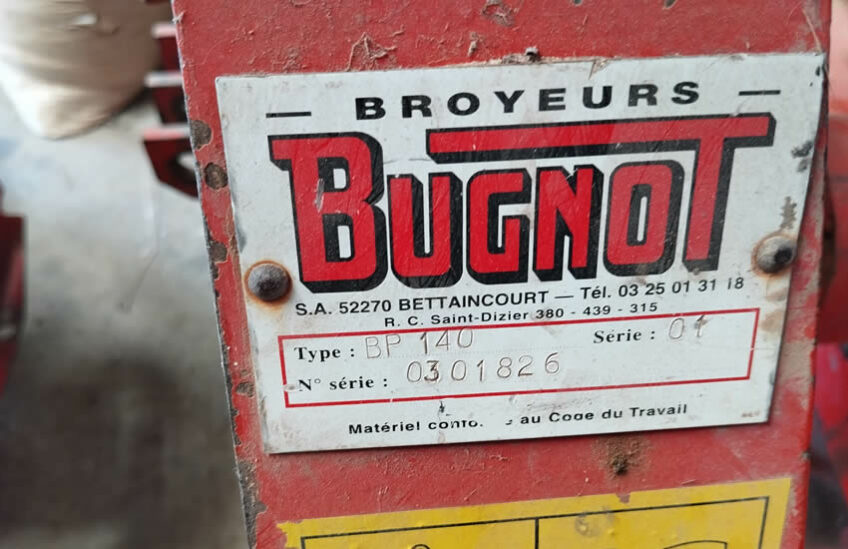 — BROYEURS —
BUGNOT
S.A. 52270 BETTAINCOURT — Tél. 03 25 01 31 18
R. C. Saint-Dizier 380 - 439 - 315
Type : BP 140 Série : 01
N° série : 0301826
Matériel au Code du Travail